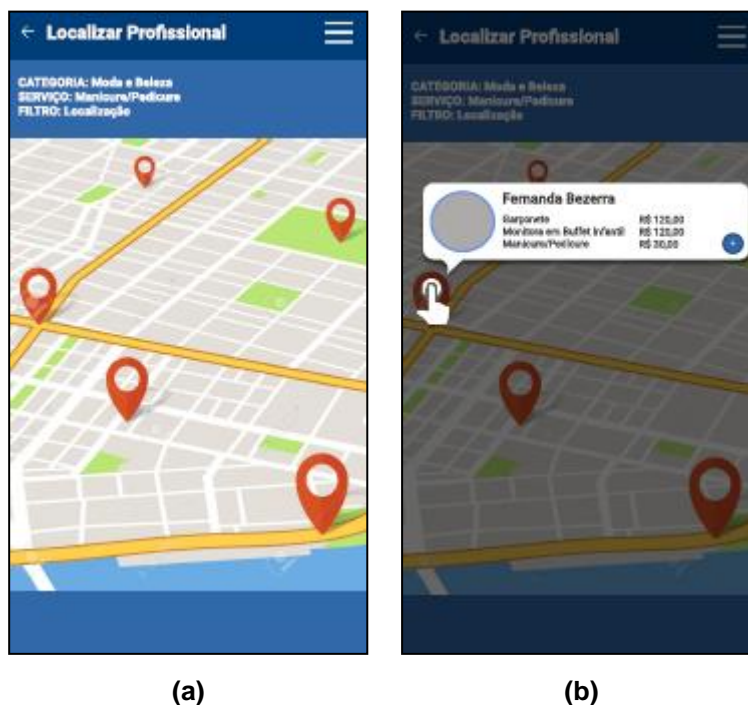 ← Localizar Profissional
CATEGORIA: Moda e Beleza
SERVIÇO: Manicure/Pedicure
FILTRO: Localização
← Localizar Profissional
CATEGORIA: Moda e Beleza
SERVIÇO: Manicure/Pedicure
FILTRO: Localização
Fernanda Bezerra
Garçonete R$ 120,00
Monitora em Buffet Infantil R$ 120,00
Manicure/Pedicure R$ 30,00
+
(a)
(b)